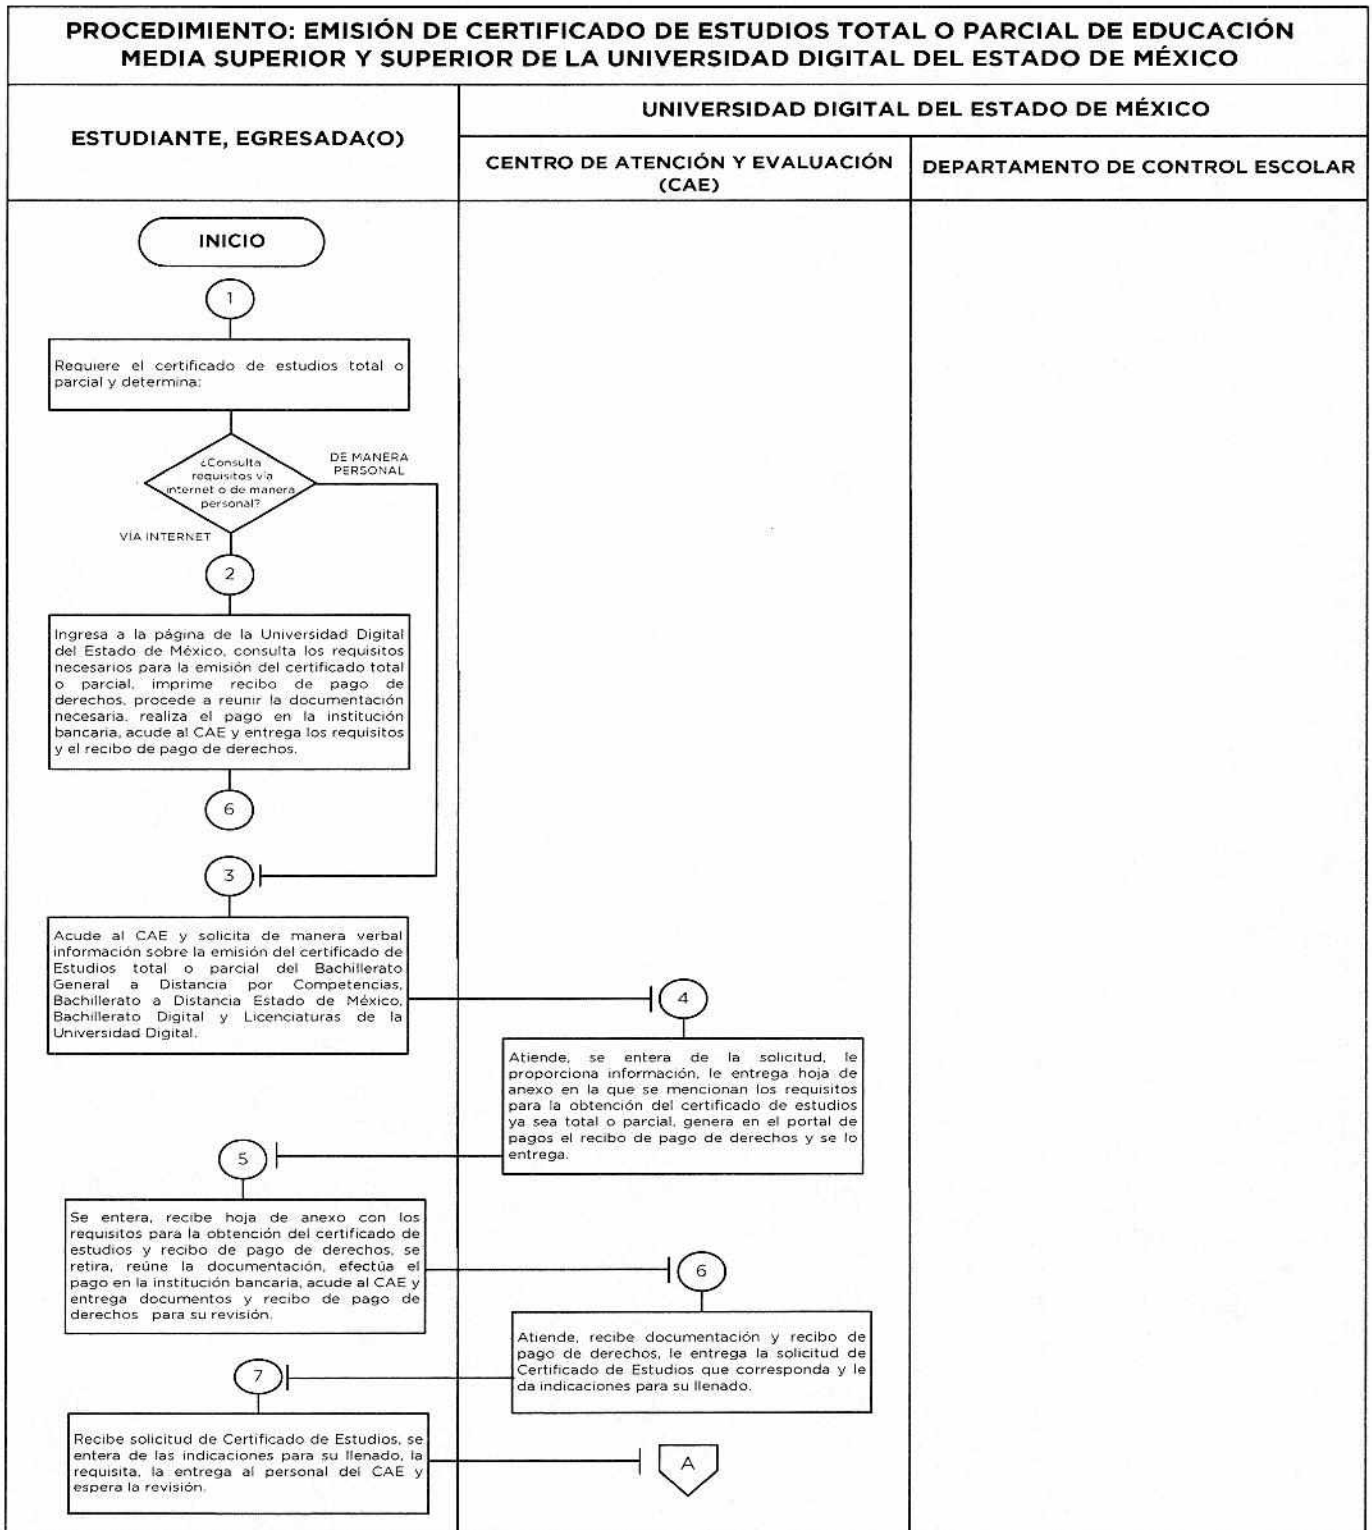 PROCEDIMIENTO: EMISIÓN DE CERTIFICADO DE ESTUDIOS TOTAL O PARCIAL DE EDUCACIÓN
MEDIA SUPERIOR Y SUPERIOR DE LA UNIVERSIDAD DIGITAL DEL ESTADO DE MÉXICO
ESTUDIANTE, EGRESADA(O)
UNIVERSIDAD DIGITAL DEL ESTADO DE MÉXICO
CENTRO DE ATENCIÓN Y EVALUACIÓN
(CAE)
DEPARTAMENTO DE CONTROL ESCOLAR
INICIO
1
Requiere el certificado de estudios total o
parcial y determina:
¿Consulta
requisitos vía
internet o de manera
personal?
DE MANERA
PERSONAL
VÍA INTERNET
2
Ingresa a la página de la Universidad Digital
del Estado de México, consulta los requisitos
necesarios para la emisión del certificado total
o parcial, imprime recibo de pago de
derechos, procede a reunir la documentación
necesaria, realiza el pago en la institución
bancaria, acude al CAE y entrega los requisitos
y el recibo de pago de derechos.
6
3
Acude al CAE y solicita de manera verbal
información sobre la emisión del certificado de
Estudios total o parcial del Bachillerato
General a Distancia por Competencias,
Bachillerato a Distancia Estado de México,
Bachillerato Digital y Licenciaturas de la
Universidad Digital.
4
Atiende, se entera de la solicitud, le
proporciona información, le entrega hoja de
anexo en la que se mencionan los requisitos
para la obtención del certificado de estudios
ya sea total o parcial, genera en el portal de
pagos el recibo de pago de derechos y se lo
entrega.
5
Se entera, recibe hoja de anexo con los
requisitos para la obtención del certificado de
estudios y recibo de pago de derechos, se
retira, reúne la documentación, efectúa el
pago en la institución bancaria, acude al CAE y
entrega documentos y recibo de pago de
derechos para su revisión.
6
Atiende, recibe documentación y recibo de
pago de derechos, le entrega la solicitud de
Certificado de Estudios que corresponda y le
da indicaciones para su llenado.
7
Recibe solicitud de Certificado de Estudios, se
entera de las indicaciones para su llenado, la
requisita, la entrega al personal del CAE y
espera la revisión.
A